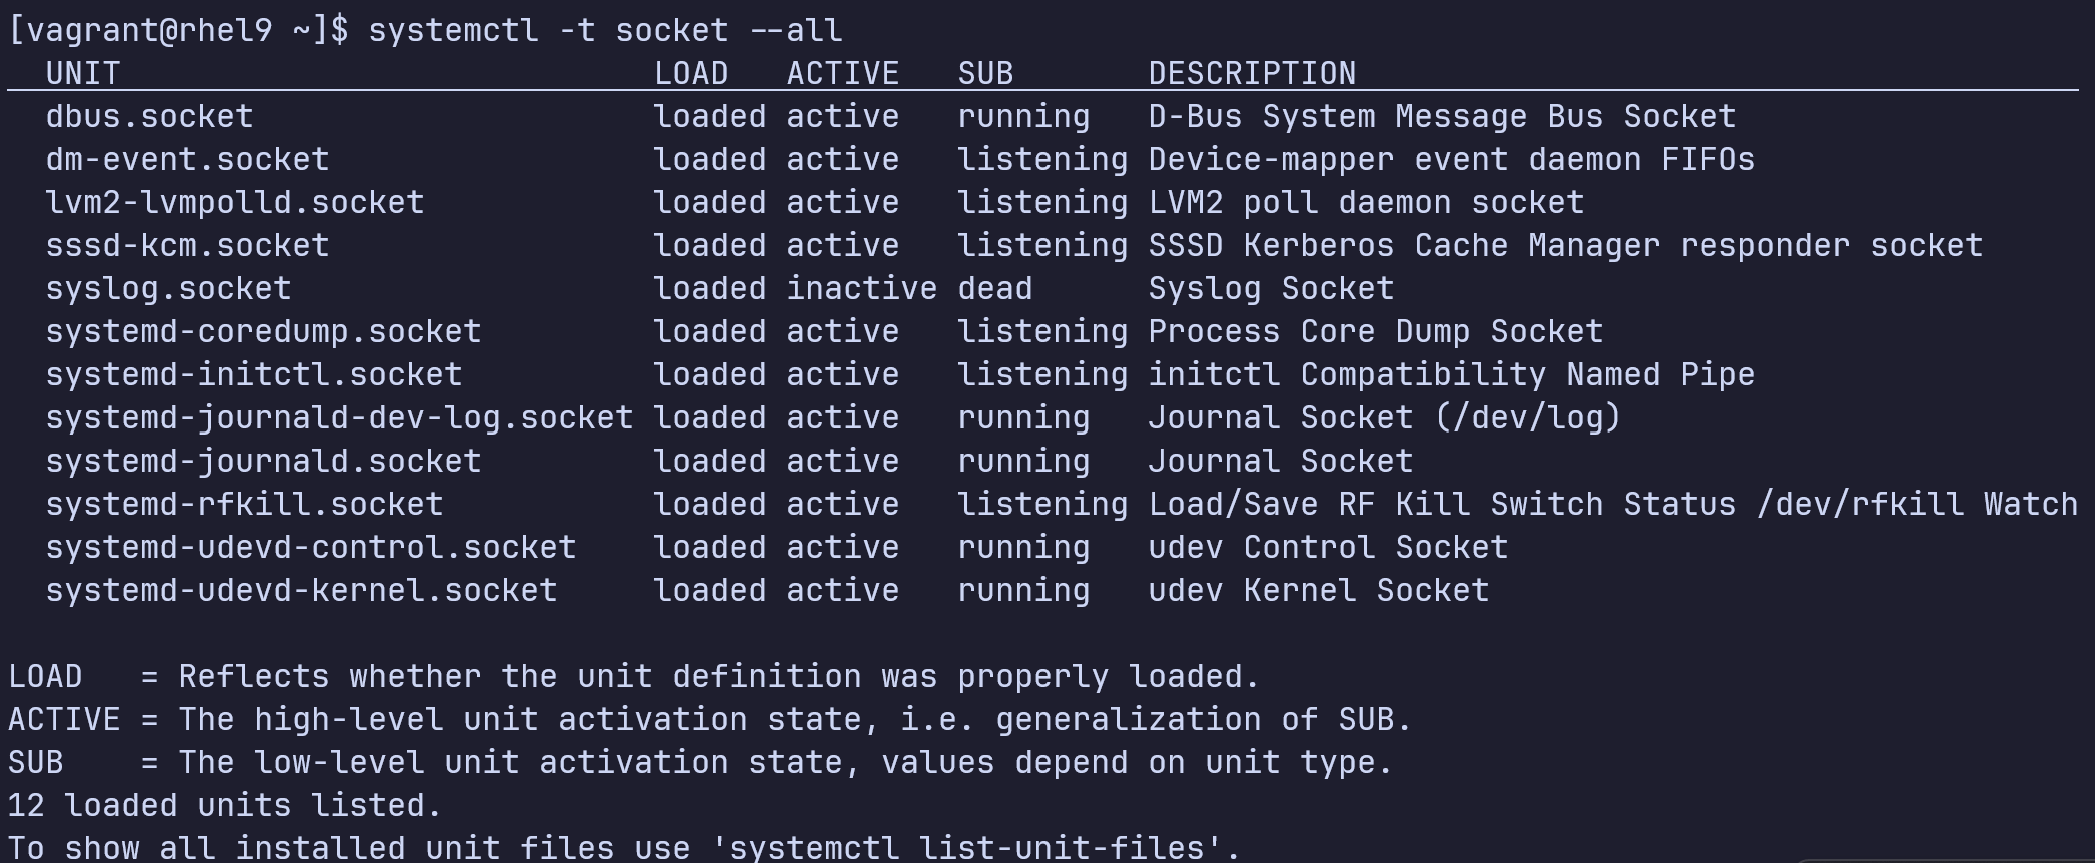 [vagrant@rhel9 ~]$ systemctl -t socket --all
  UNIT                            LOAD   ACTIVE   SUB       DESCRIPTION
  dbus.socket                     loaded active   running   D-Bus System Message Bus Socket
  dm-event.socket                 loaded active   listening Device-mapper event daemon FIFOs
  lvm2-lvmpolld.socket            loaded active   listening LVM2 poll daemon socket
  sssd-kcm.socket                 loaded active   listening SSSD Kerberos Cache Manager responder socket
  syslog.socket                   loaded inactive dead      Syslog Socket
  systemd-coredump.socket         loaded active   listening Process Core Dump Socket
  systemd-initctl.socket          loaded active   listening initctl Compatibility Named Pipe
  systemd-journald-dev-log.socket loaded active   running   Journal Socket (/dev/log)
  systemd-journald.socket         loaded active   running   Journal Socket
  systemd-rfkill.socket           loaded active   listening Load/Save RF Kill Switch Status /dev/rfkill Watch
  systemd-udevd-control.socket    loaded active   running   udev Control Socket
  systemd-udevd-kernel.socket     loaded active   running   udev Kernel Socket

LOAD   = Reflects whether the unit definition was properly loaded.
ACTIVE = The high-level unit activation state, i.e. generalization of SUB.
SUB    = The low-level unit activation state, values depend on unit type.
12 loaded units listed.
To show all installed unit files use 'systemctl list-unit-files'.